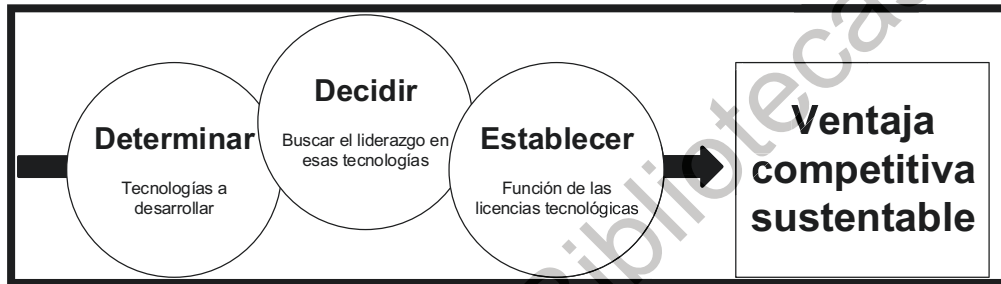 Determinar
Tecnologías a
desarrollar
Decidir
Buscar el liderazgo en
esas tecnologías
Establecer
Función de las
licencias tecnológicas
Ventaja
competitiva
sustentable
Biblioteca